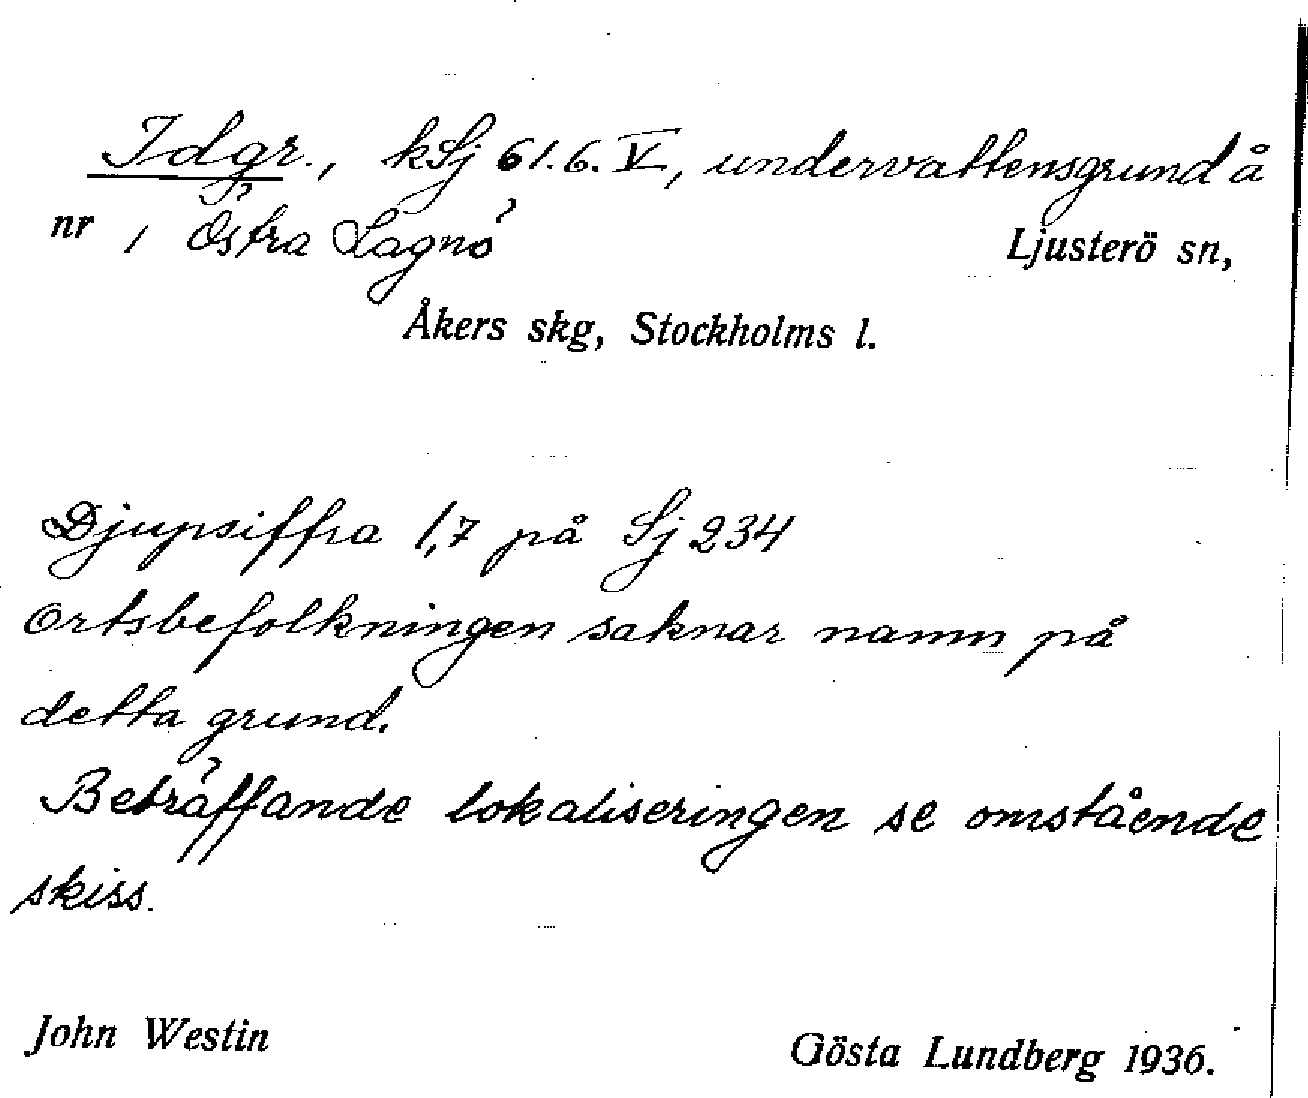 Idgr., kSj 61.6.V, undervattensgrund å
nr 1 Östra Lagnö Ljusterö sn,
Åkers skg, Stockholms l.
Djupsiffra 1,7 på Sj 234
Ortsbefolkningen saknar namn på
detta grund.
Beträffande lokaliseringen se omstående
skiss.
John Westin Gösta Lundberg 1936.